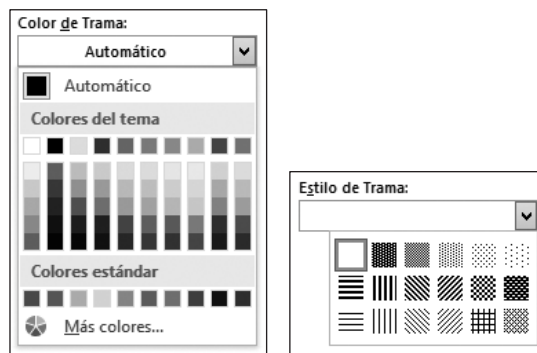 Color de Trama:
Automático
Automático
Colores del tema
Colores estándar
Más colores...
Estilo de Trama: